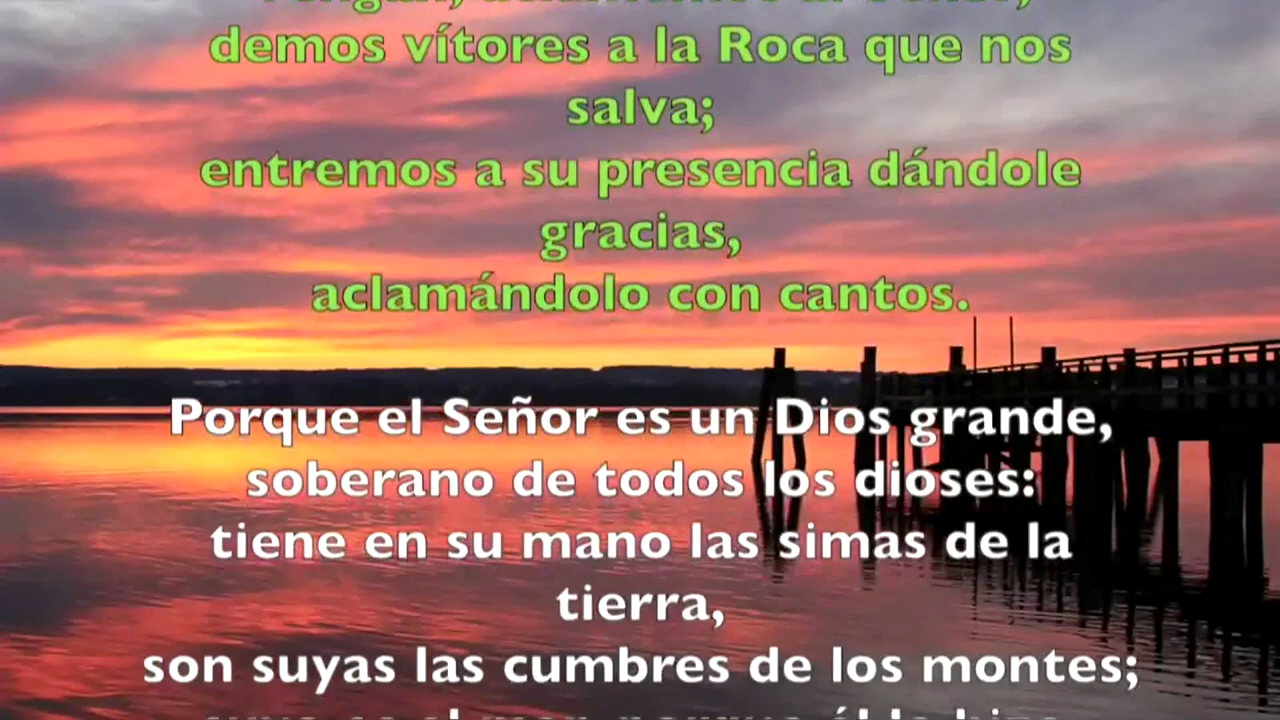 demos vítores a la Roca que nos
salva;
entremos a su presencia dándole
gracias,
aclamándolo con cantos.
Porque el Señor es un Dios grande,
soberano de todos los dioses:
tiene en su mano las simas de la
tierra,
son suyas las cumbres de los montes;